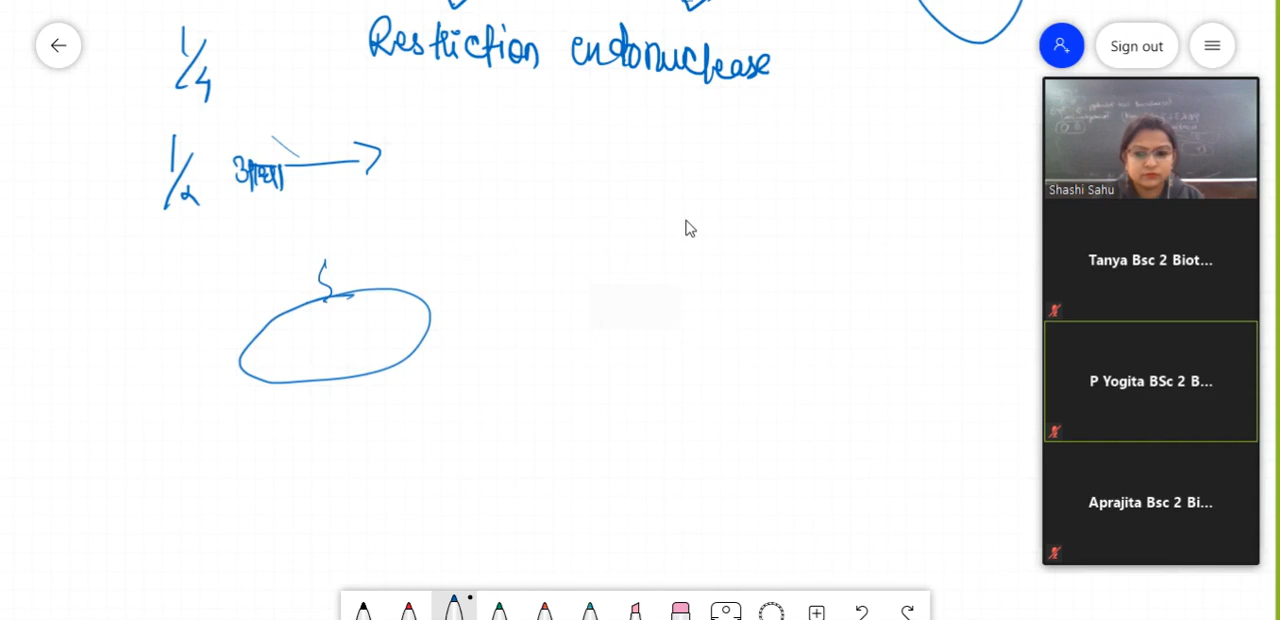 1/4
Restriction endonuclease
Sign out
1/2 आधा
Shashi Sahu
Tanya Bsc 2 Biot...
P Yogita BSc 2 B...
Aprajita Bsc 2 Bi...